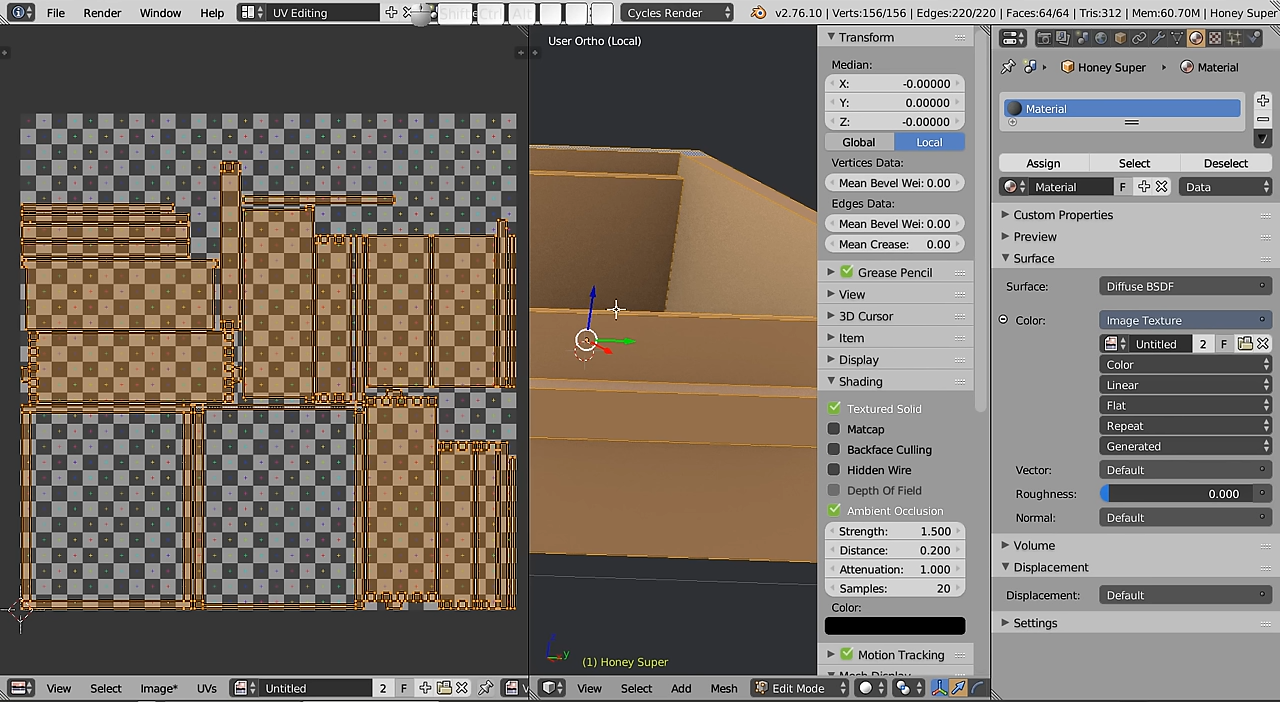 File Render Window Help UV Editing Shift Ctrl Alt Cycles Render v2.76.10 | Verts:156/156 | Edges:220/220 | Faces:64/64 | Tris:312 |
User Ortho (Local)
Transform
Median:
X: -0.00000
Y: 0.00000
Z: -0.00000
Global Local
Vertices Data:
Mean Bevel Wei: 0.00
Edges Data:
Mean Bevel Wei: 0.00
Mean Crease: 0.00
Grease Pencil
View
3D Cursor
Item
Display
Shading
Textured Solid
Matcap
Backface Culling
Hidden Wire
Depth Of Field
Ambient Occlusion
Strength: 1.500
Distance: 0.200
Attenuation: 1.000
Samples: 20
Color:
Motion Tracking
y
(1) Honey Super
Honey Super Material
Material
Assign Select Deselect
Material F Data
Custom Properties
Preview
Surface
Surface: Diffuse BSDF
Color: Image Texture
Untitled 2 F
Color
Linear
Flat
Repeat
Generated
Vector: Default
Roughness: 0.000
Normal: Default
Volume
Displacement
Displacement: Default
Settings
View Select Image* UVs Untitled 2 F
View Select Add Mesh Edit Mode